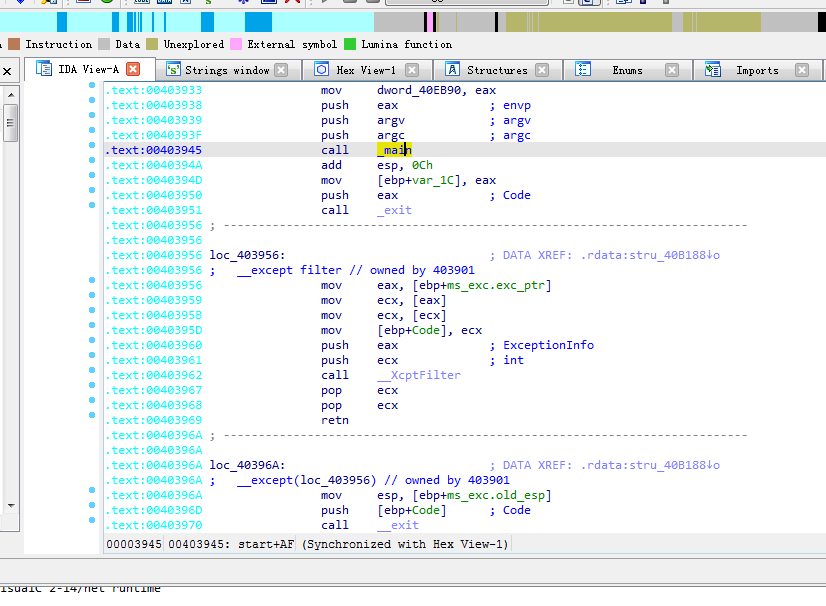 Instruction Data Unexplored External symbol Lumina function
IDA View-A Strings window Hex View-1 Structures Enums Imports
.text:00403933 mov dword_40EB90, eax
.text:00403938 push eax ; envp
.text:00403939 push argv ; argv
.text:0040393F push argc ; argc
.text:00403945 call _main
.text:0040394A add esp, 0Ch
.text:0040394D mov [ebp+var_1C], eax
.text:00403950 push eax ; Code
.text:00403951 call _exit
.text:00403956 ; ---------------------------------------------------------------------------
.text:00403956
.text:00403956 loc_403956: ; DATA XREF: .rdata:stru_40B188↓o
.text:00403956 ; __except filter // owned by 403901
.text:00403956 mov eax, [ebp+ms_exc.exc_ptr]
.text:00403959 mov ecx, [eax]
.text:0040395B mov ecx, [ecx]
.text:0040395D mov [ebp+Code], ecx
.text:00403960 push eax ; ExceptionInfo
.text:00403961 push ecx ; int
.text:00403962 call __XcptFilter
.text:00403967 pop ecx
.text:00403968 pop ecx
.text:00403969 retn
.text:0040396A ; ---------------------------------------------------------------------------
.text:0040396A
.text:0040396A loc_40396A: ; DATA XREF: .rdata:stru_40B188↓o
.text:0040396A ; __except(loc_403956) // owned by 403901
.text:0040396A mov esp, [ebp+ms_exc.old_esp]
.text:0040396D push [ebp+Code] ; Code
.text:00403970 call __exit
00003945 00403945: start+AF (Synchronized with Hex View-1)
isualC 2-14/net runtime